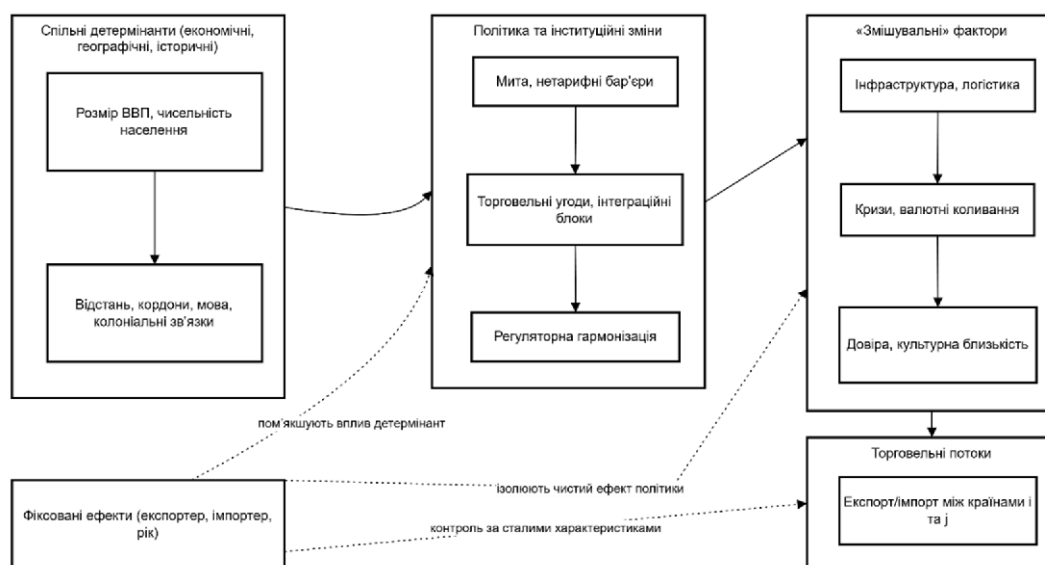 Спільні детермінанти (економічні,
географічні, історичні)
Розмір ВВП, чисельність
населення
Відстань, кордони, мова,
колоніальні зв'язки
Політика та інституційні зміни
Мита, нетарифні бар'єри
Торговельні угоди, інтеграційні
блоки
Регуляторна гармонізація
«Змішувальні» фактори
Інфраструктура, логістика
Кризи, валютні коливання
Довіра, культурна близькість
пом'якшують вплив детермінант
ізолюють чистий ефект політики
контроль за сталими характеристиками
Фіксовані ефекти (експортер, імпортер,
рік)
Торговельні потоки
Експорт/імпорт між країнами i
та j